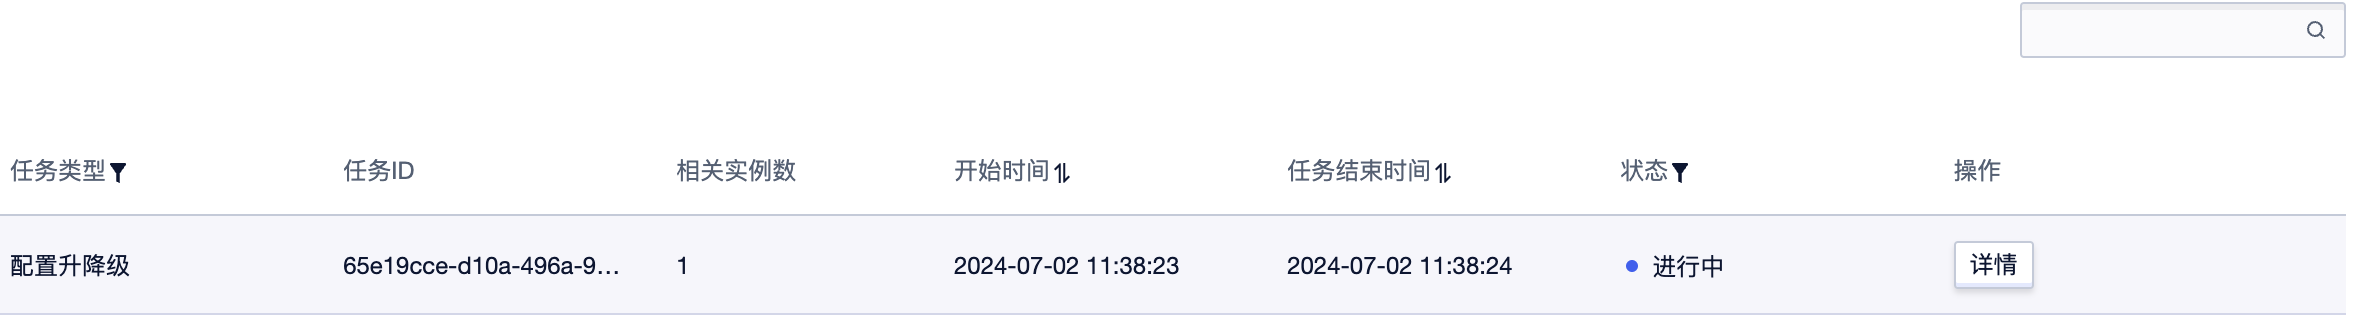 任务类型 任务ID 相关实例数 开始时间 任务结束时间 状态 操作
配置升降级 65e19cce-d10a-496a-9... 1 2024-07-02 11:38:23 2024-07-02 11:38:24 进行中 详情